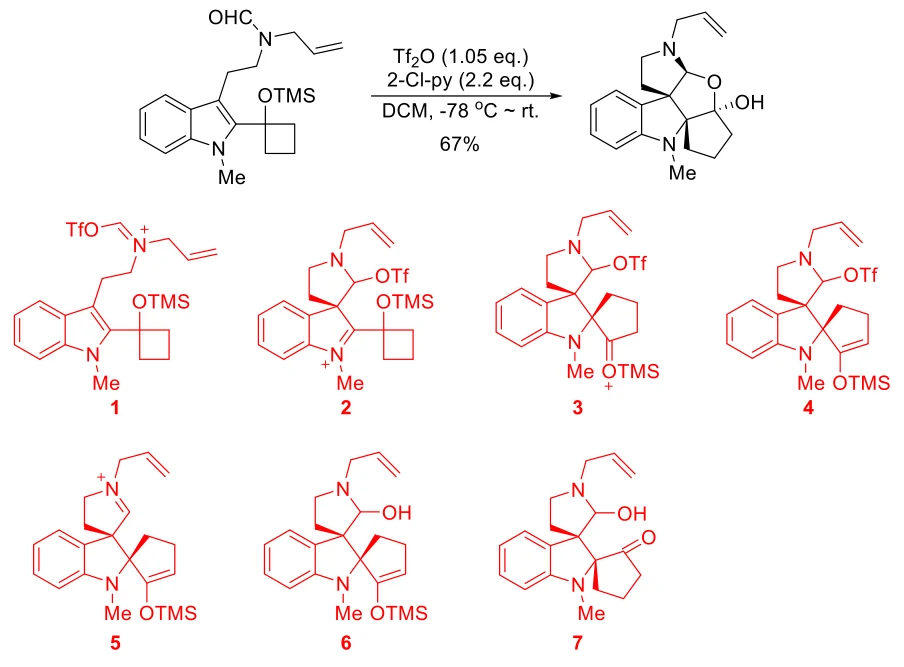 OHC
N
OTMS
N
Me
Tf₂O (1.05 eq.)
2-Cl-py (2.2 eq.)
DCM, -78 °C ~ rt.
67%
N
O
OH
N
Me
TfO
+
N
OTMS
N
Me
1
N
OTf
OTMS
N
+
Me
2
N
OTf
N
Me
OTMS
+
3
N
OTf
N
Me OTMS
4
+
N
N
Me OTMS
5
N
OH
N
Me OTMS
6
N
OH
O
N
Me
7